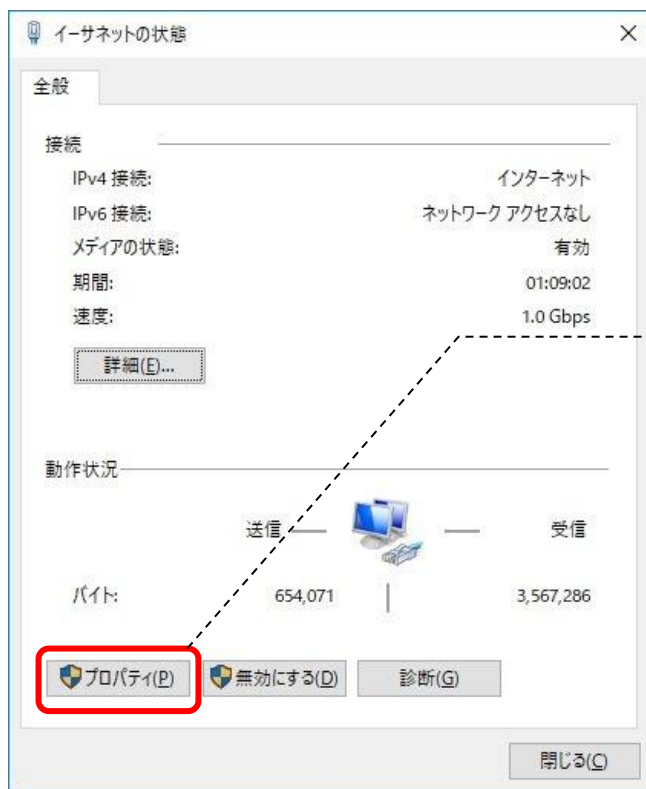 イーサネットの状態
全般
接続
IPv4 接続: インターネット
IPv6 接続: ネットワーク アクセスなし
メディアの状態: 有効
期間: 01:09:02
速度: 1.0 Gbps
詳細(E)...
動作状況
送信 受信
バイト: 654,071 3,567,286
プロパティ(P) 無効にする(D) 診断(G)
閉じる(C)